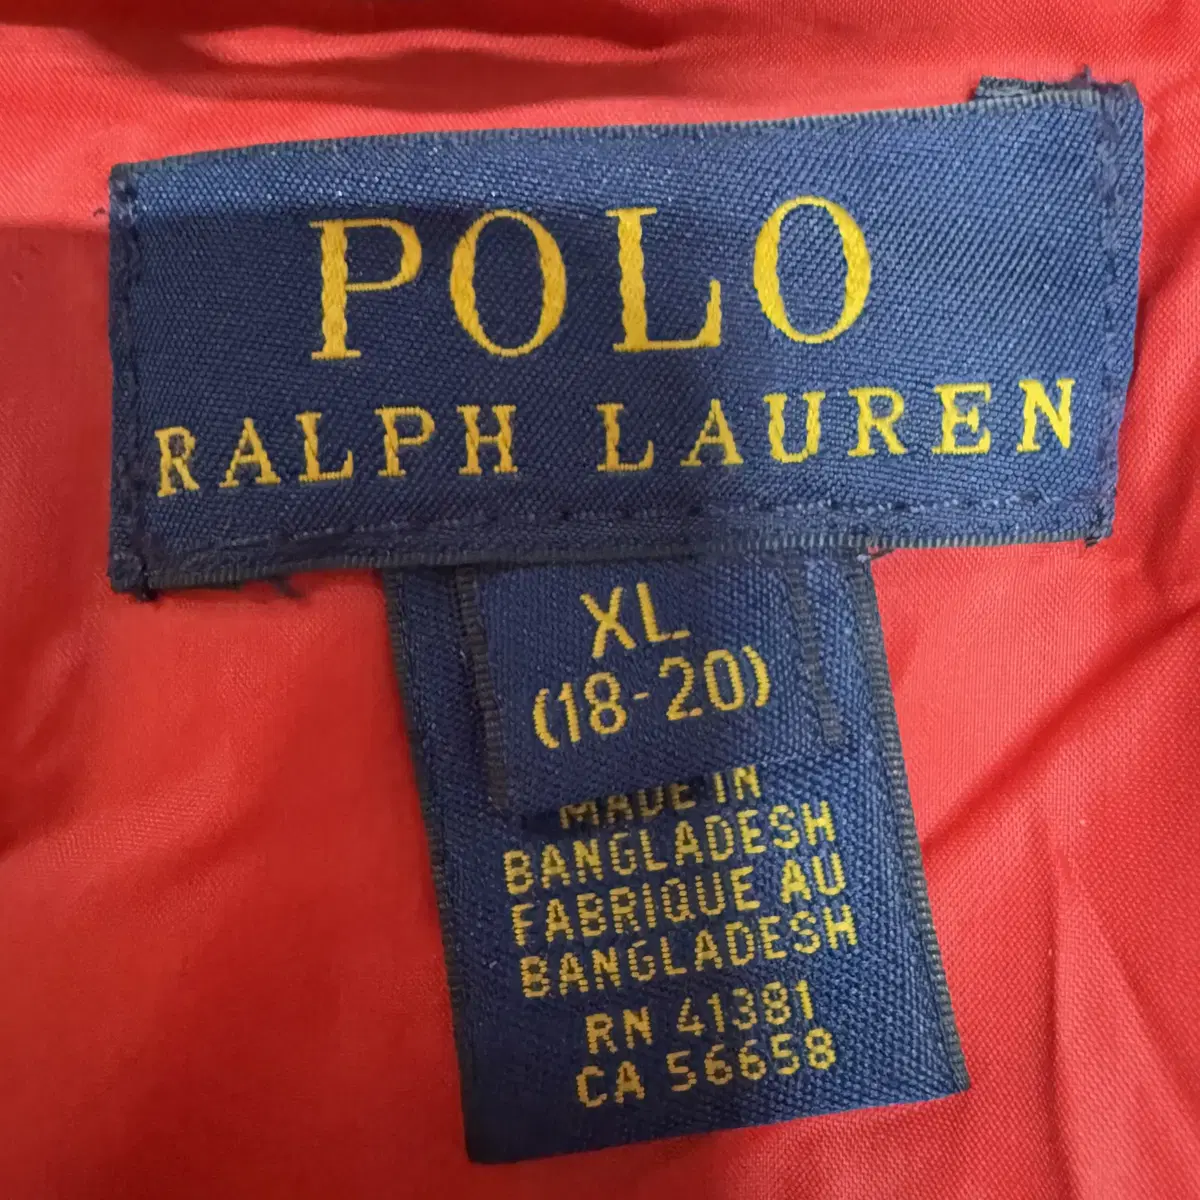 POLO
RALPH LAUREN
XL
(18-20)
MADE IN
BANGLADESH
FABRIQUE AU
BANGLADESH
RN 41381
CA 56658